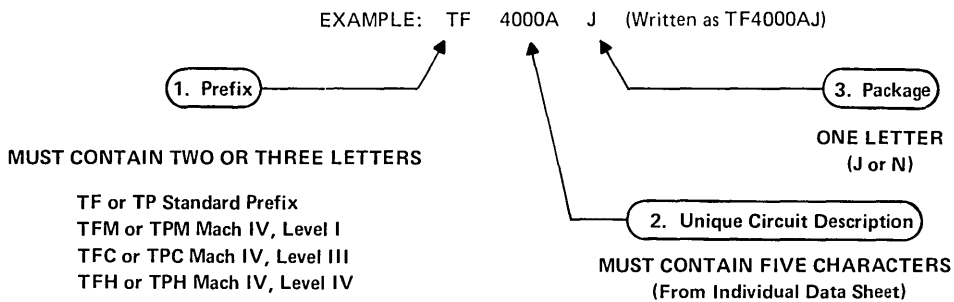 EXAMPLE: TF 4000A J (Written as TF4000AJ)
1. Prefix
MUST CONTAIN TWO OR THREE LETTERS
TF or TP Standard Prefix
TFM or TPM Mach IV, Level I
TFC or TPC Mach IV, Level III
TFH or TPH Mach IV, Level IV
2. Unique Circuit Description
MUST CONTAIN FIVE CHARACTERS
(From Individual Data Sheet)
3. Package
ONE LETTER
(J or N)